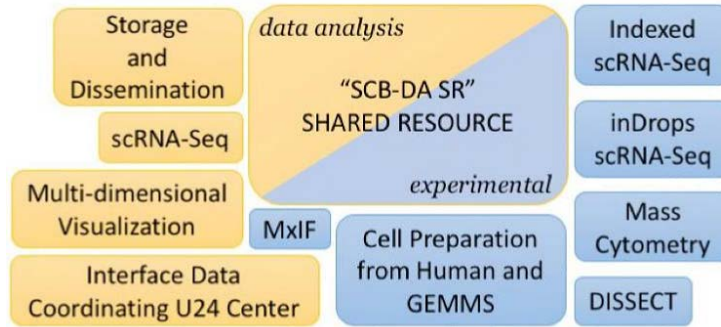 Storage
and
Dissemination
scRNA-Seq
Multi-dimensional
Visualization
Interface Data
Coordinating U24 Center
data analysis
“SCB-DA SR”
SHARED RESOURCE
experimental
MxIF
Cell Preparation
from Human and
GEMMS
Indexed
scRNA-Seq
inDrops
scRNA-Seq
Mass
Cytometry
DISSECT